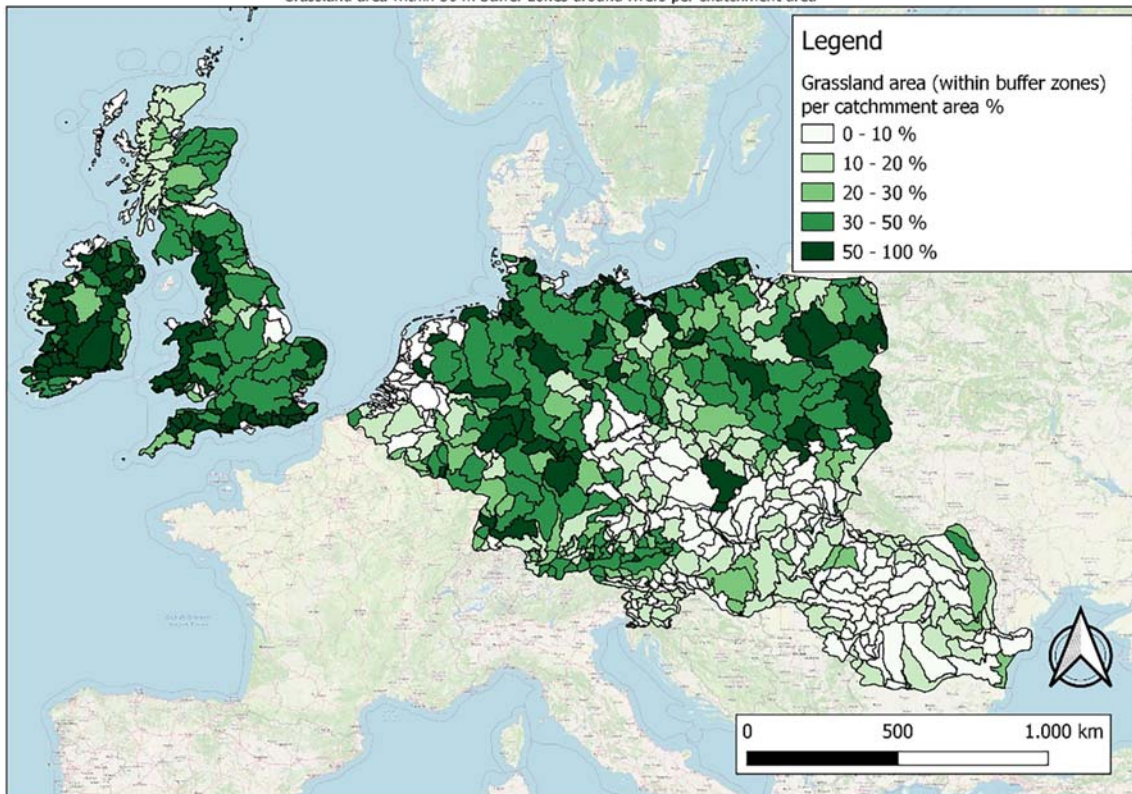 Legend
Grassland area (within buffer zones)
per catchmment area %
0 - 10 %
10 - 20 %
20 - 30 %
30 - 50 %
50 - 100 %
0 500 1.000 km